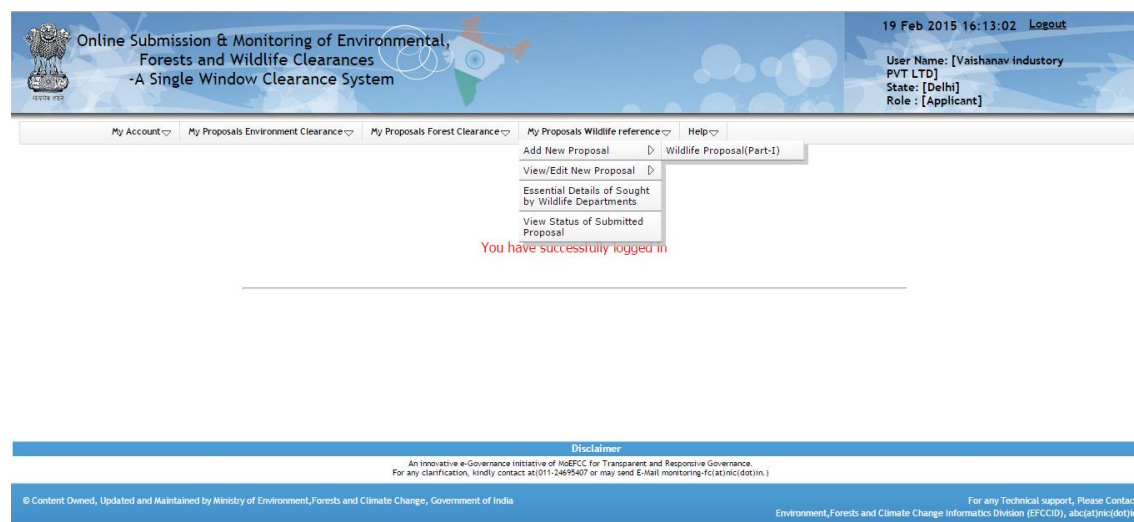 19 Feb 2015 16:13:02 Logout
Online Submission & Monitoring of Environmental,
Forests and Wildlife Clearances
-A Single Window Clearance System
User Name: [Vaishanav industory
PVT LTD]
State: [Delhi]
Role : [Applicant]
My Account My Proposals Environment Clearance My Proposals Forest Clearance My Proposals Wildlife reference Help
Add New Proposal Wildlife Proposal(Part-I)
View/Edit New Proposal
Essential Details of Sought
by Wildlife Departments
View Status of Submitted
Proposal
You have successfully logged in
Disclaimer
An innovative e-Governance initiative of MoEFCC for Transparent and Responsive Governance.
For any clarification, kindly contact at(011-24695407 or may send E-Mail monitoring-fc(at)nic(dot)in.)
© Content Owned, Updated and Maintained by Ministry of Environment,Forests and Climate Change, Government of India
For any Technical support, Please Contac
Environment,Forests and Climate Change Informatics Division (EFCCID), abc(at)nic(dot)i